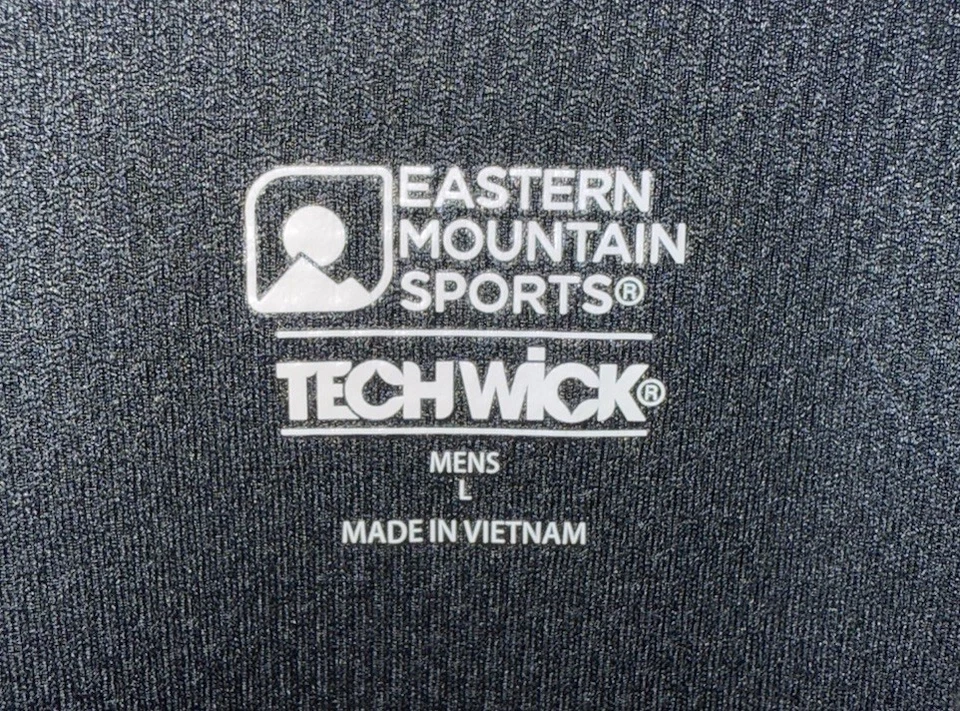 EASTERN
MOUNTAIN
SPORTS®
TECHWICK®
MENS
L
MADE IN VIETNAM